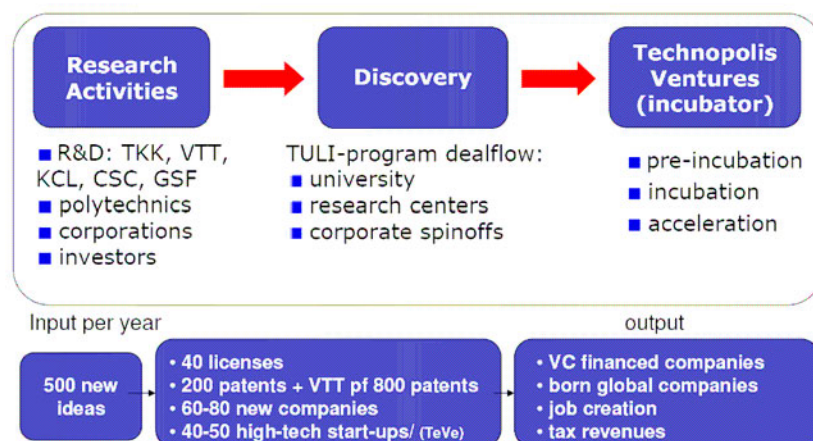 Research
Activities
Discovery
Technopolis
Ventures
(incubator)
R&D: TKK, VTT,
KCL, CSC, GSF
polytechnics
corporations
investors
TULI-program dealflow:
university
research centers
corporate spinoffs
pre-incubation
incubation
acceleration
Input per year
output
500 new
ideas
• 40 licenses
• 200 patents + VTT pf 800 patents
• 60-80 new companies
• 40-50 high-tech start-ups/ (TeVe)
• VC financed companies
• born global companies
• job creation
• tax revenues